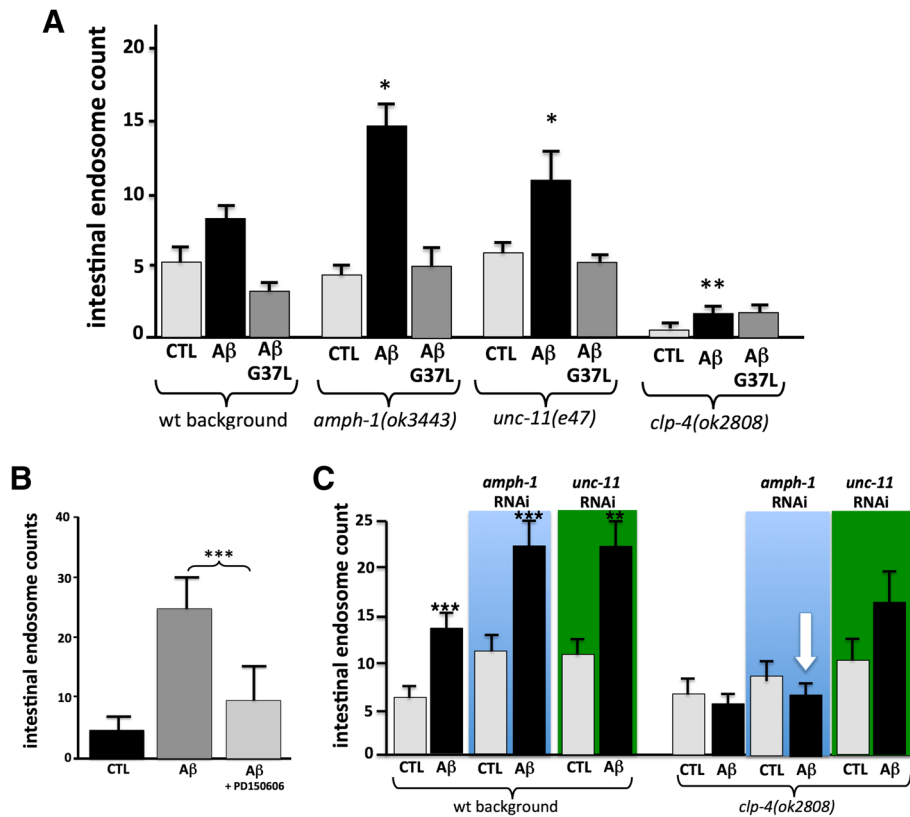 A
intestinal endosome count
20
15
10
5
0
*
*
**
CTL Aβ Aβ G37L
CTL Aβ Aβ G37L
CTL Aβ Aβ G37L
CTL Aβ Aβ G37L
wt background
amph-1(ok3443)
unc-11(e47)
clp-4(ok2808)
B
intestinal endosome counts
40
30
20
10
0
***
CTL
Aβ
Aβ
+ PD150606
C
intestinal endosome count
25
20
15
10
5
0
amph-1
RNAi
unc-11
RNAi
amph-1
RNAi
unc-11
RNAi
***
***
**
CTL Aβ CTL Aβ CTL Aβ
CTL Aβ CTL Aβ CTL Aβ
wt background
clp-4(ok2808)